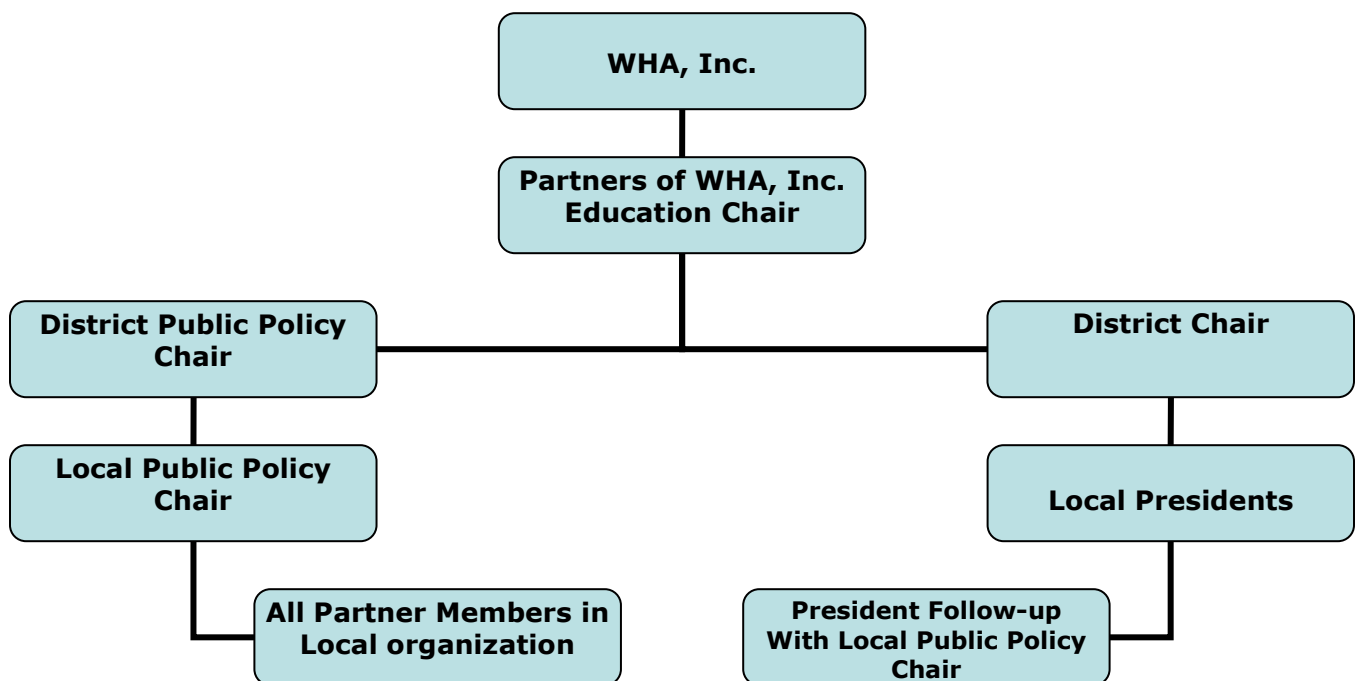 WHA, Inc.
Partners of WHA, Inc.
Education Chair
District Public Policy
Chair
District Chair
Local Public Policy
Chair
Local Presidents
All Partner Members in
Local organization
President Follow-up
With Local Public Policy
Chair